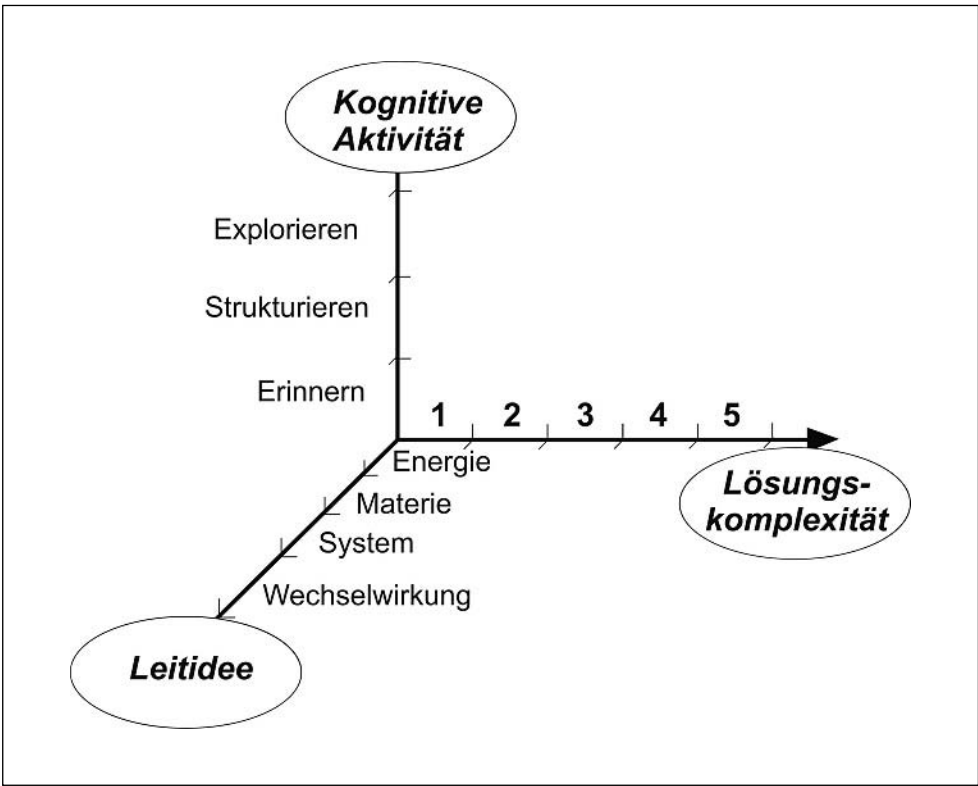 Kognitive
Aktivität
Explorieren
Strukturieren
Erinnern
1 2 3 4 5
Energie
Lösungs-
komplexität
Materie
System
Wechselwirkung
Leitidee